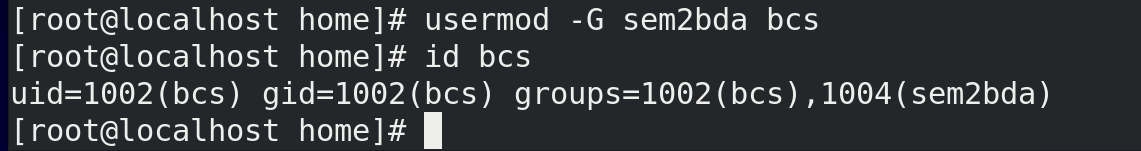 [root@localhost home]# usermod -G sem2bda bcs
[root@localhost home]# id bcs
uid=1002(bcs) gid=1002(bcs) groups=1002(bcs),1004(sem2bda)
[root@localhost home]#